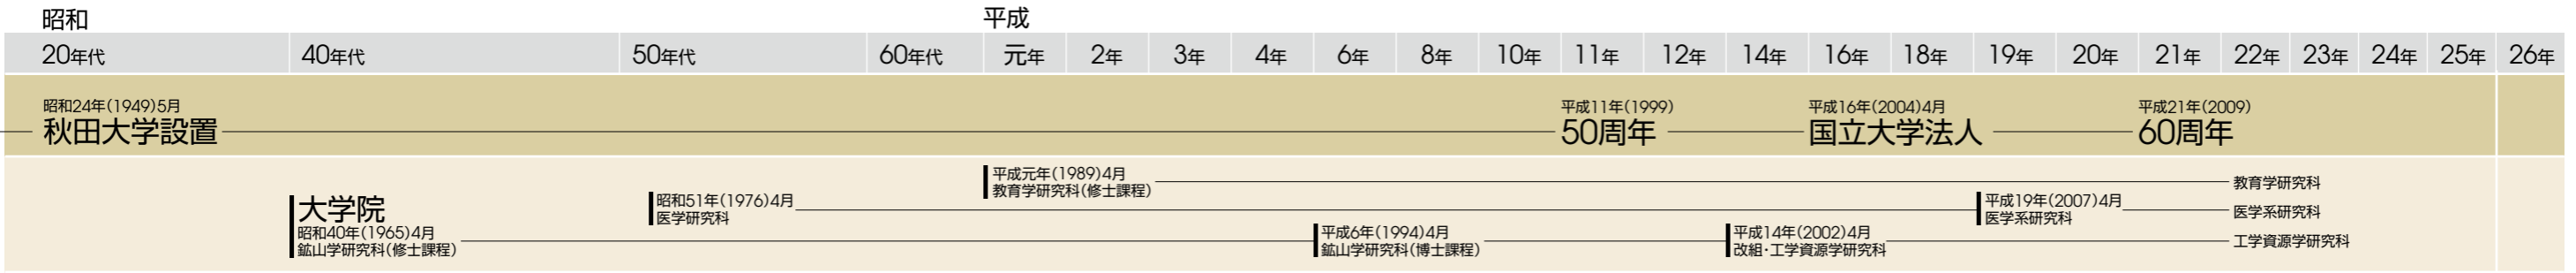 昭和 平成
20年代 40年代 50年代 60年代 元年 2年 3年 4年 6年 8年 10年 11年 12年 14年 16年 18年 19年 20年 21年 22年 23年 24年 25年 26年
昭和24年(1949)5月 平成11年(1999) 平成16年(2004)4月 平成21年(2009)
秋田大学設置 50周年 国立大学法人 60周年
平成元年(1989)4月
教育学研究科(修士課程) 教育学研究科
大学院 昭和51年(1976)4月 平成19年(2007)4月
医学研究科 医学系研究科 医学系研究科
昭和40年(1965)4月 平成6年(1994)4月 平成14年(2002)4月
鉱山学研究科(修士課程) 鉱山学研究科(博士課程) 改組・工学資源学研究科 工学資源学研究科